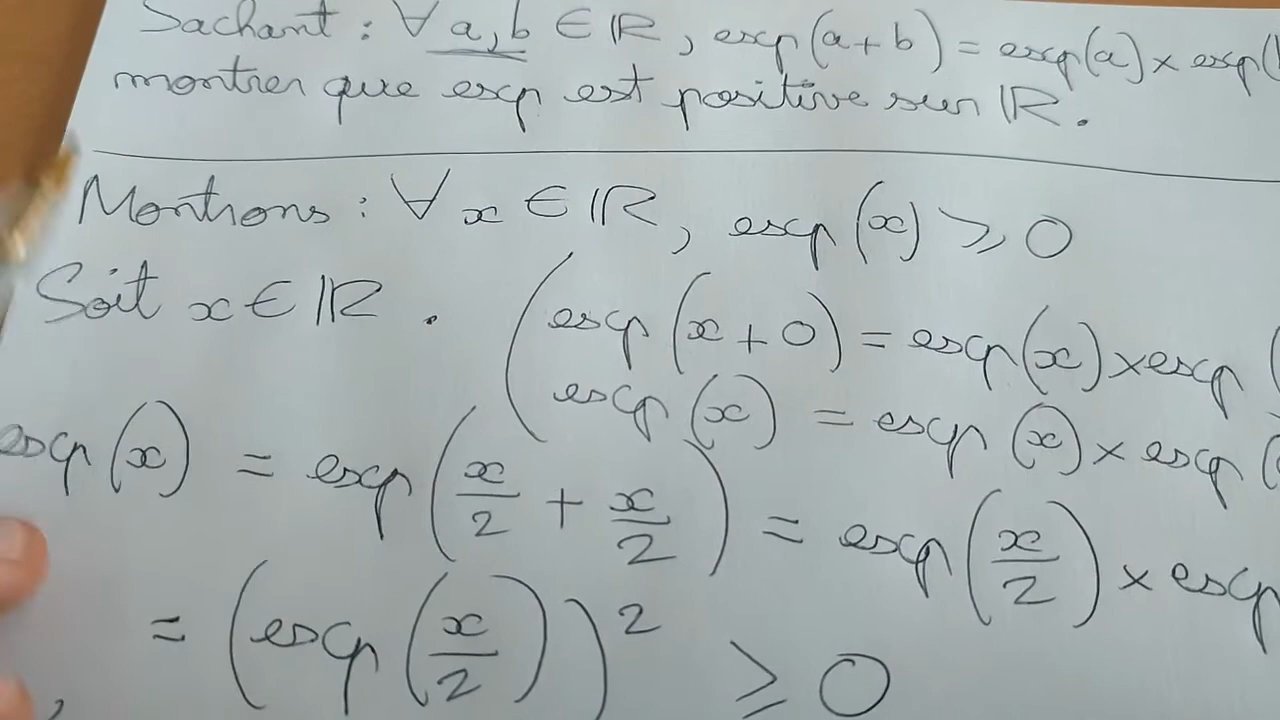 Sachant : ∀ a, b ∈ ℝ, exp(a+b) = exp(a) × exp(
montrer que exp est positive sur ℝ.
Montrons : ∀ x ∈ ℝ, exp(x) ⩾ 0
Soit x ∈ ℝ. (exp(x+0) = exp(x) × exp(
exp(x) = exp(x) × exp(
exp(x) = exp(x/2 + x/2) = exp(x/2) × exp
= (exp(x/2))² ⩾ 0